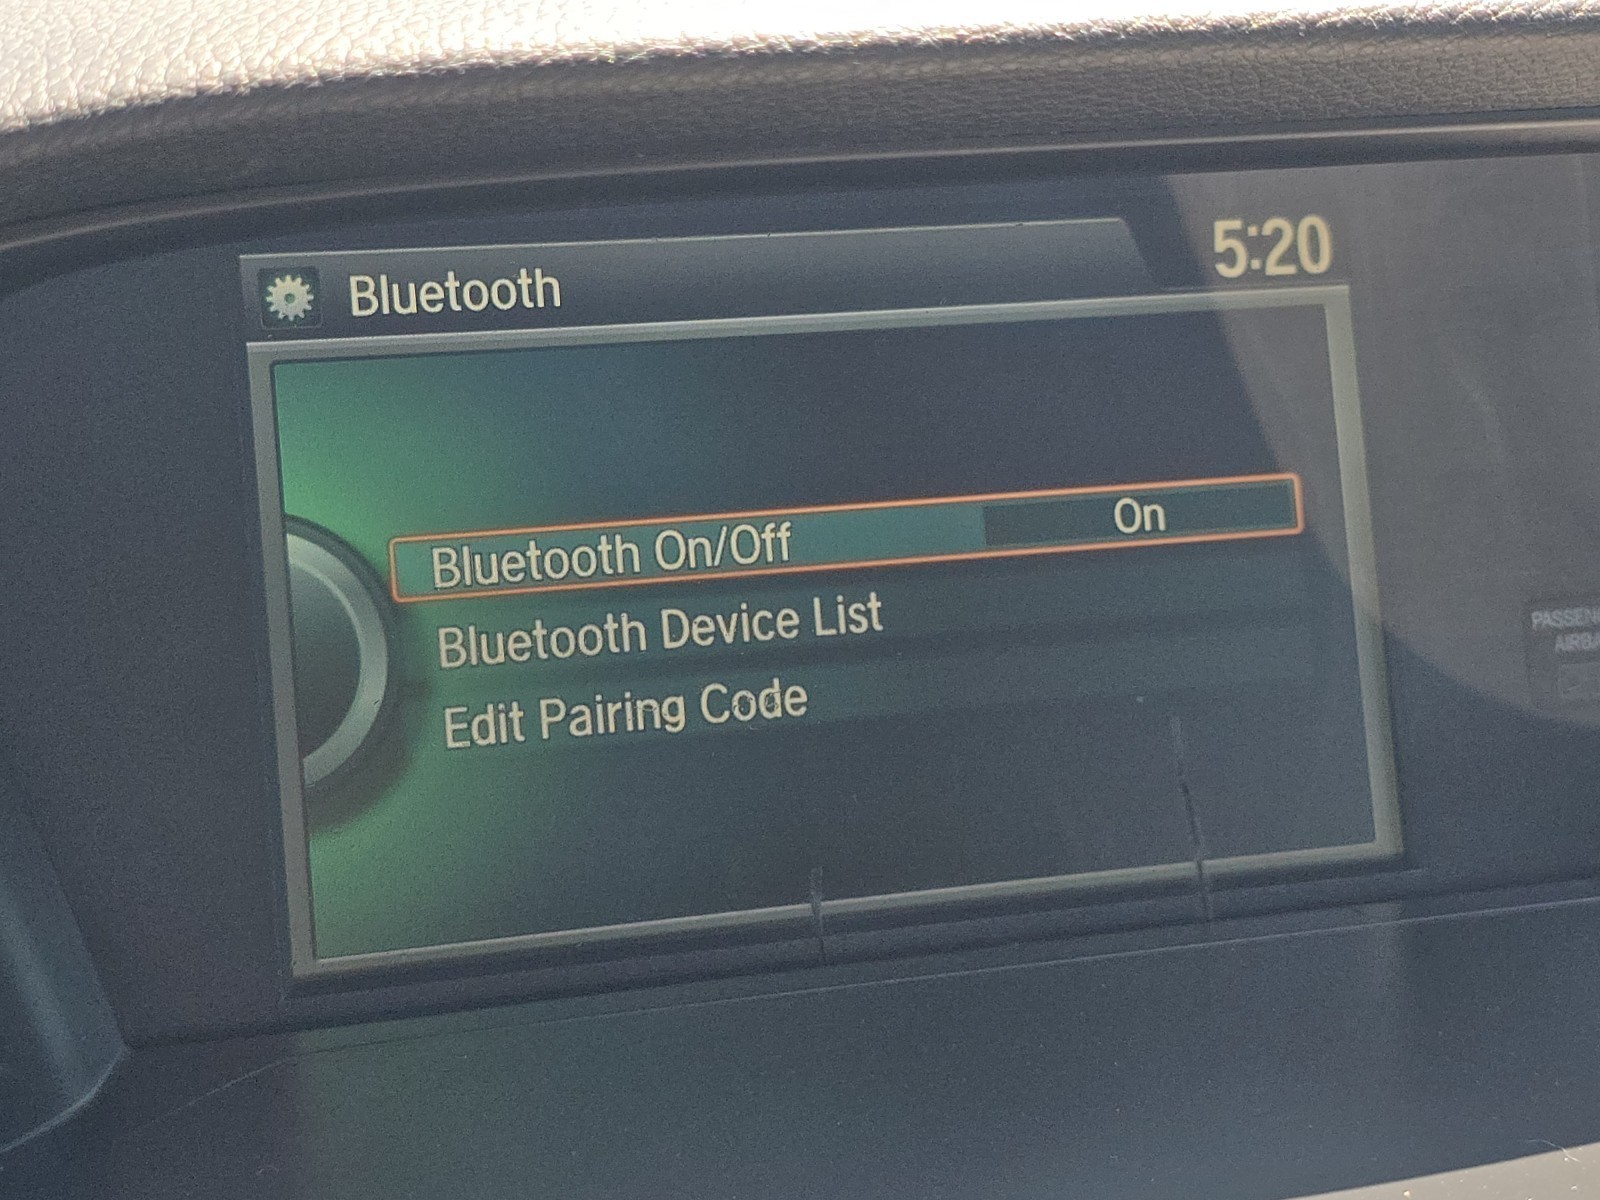 Bluetooth
5:20
Bluetooth On/Off On
Bluetooth Device List
Edit Pairing Code